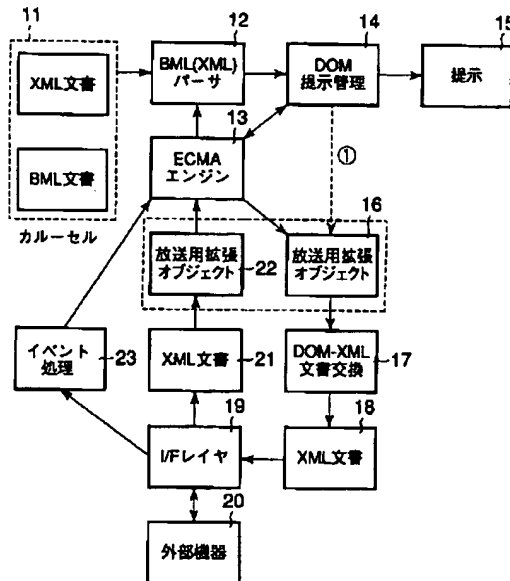 11
12
14
15
XML文書
BML文書
カルーセル
BML(XML)
パーサ
DOM
提示管理
提示
13
ECMA
エンジン
①
16
放送用拡張
オブジェクト
22
放送用拡張
オブジェクト
イベント
処理
23
XML文書
21
DOM-XML
文書交換
17
19
18
I/Fレイヤ
XML文書
20
外部機器